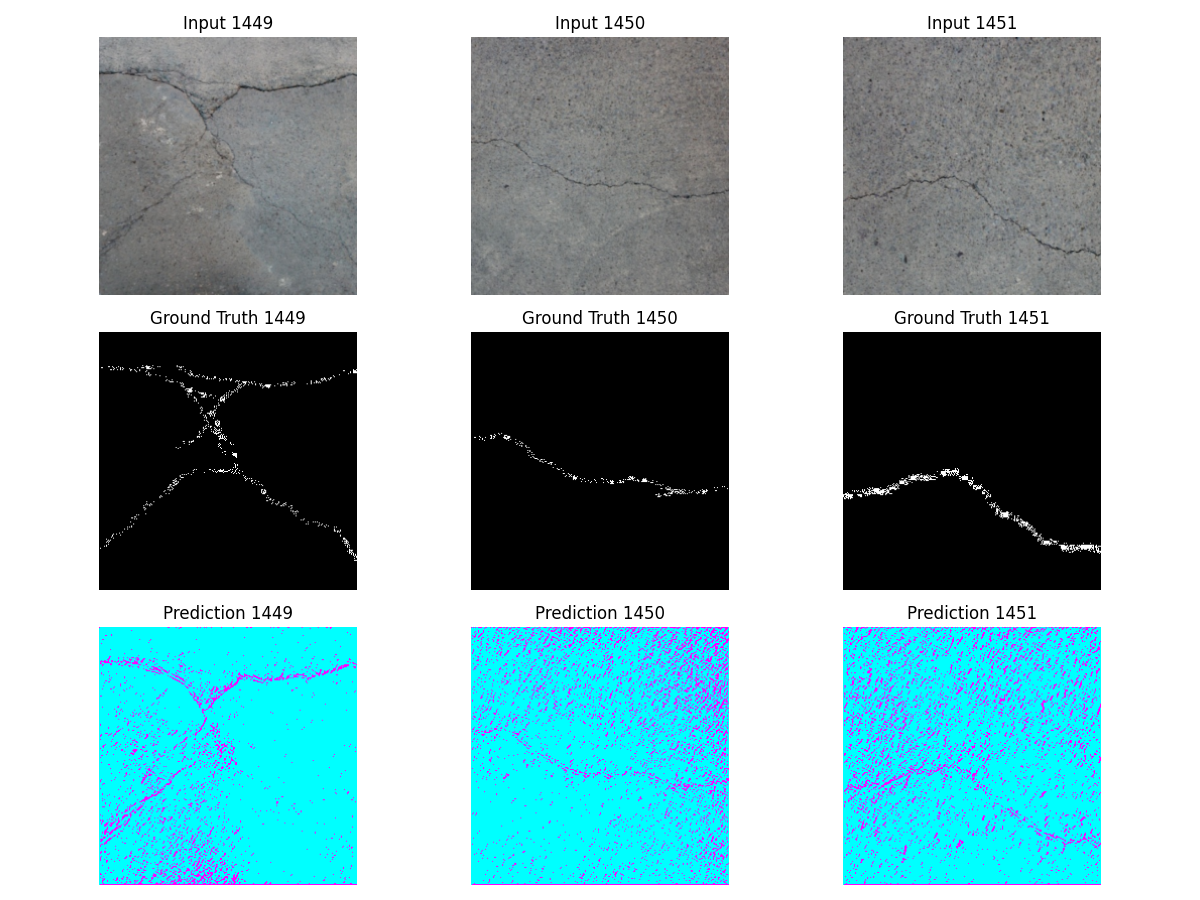 Input 1449
Input 1450
Input 1451
Ground Truth 1449
Ground Truth 1450
Ground Truth 1451
Prediction 1449
Prediction 1450
Prediction 1451